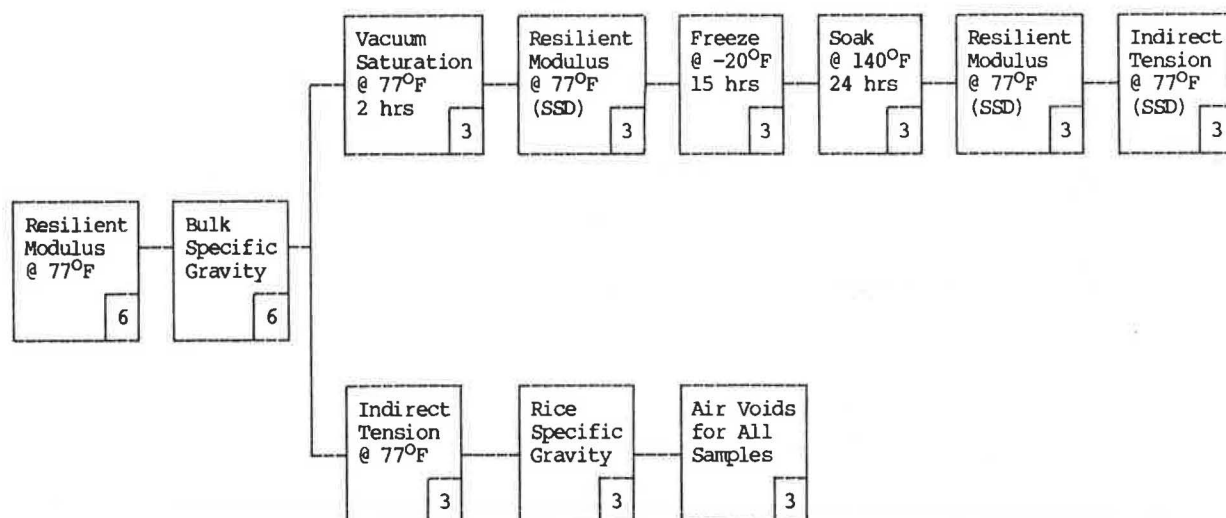 Vacuum
Saturation
@ 77°F
2 hrs
3
Resilient
Modulus
@ 77°F
(SSD)
3
Freeze
@ -20°F
15 hrs
3
Soak
@ 140°F
24 hrs
3
Resilient
Modulus
@ 77°F
(SSD)
3
Indirect
Tension
@ 77°F
(SSD)
3
Resilient
Modulus
@ 77°F
6
Bulk
Specific
Gravity
6
Indirect
Tension
@ 77°F
3
Rice
Specific
Gravity
3
Air Voids
for All
Samples
3